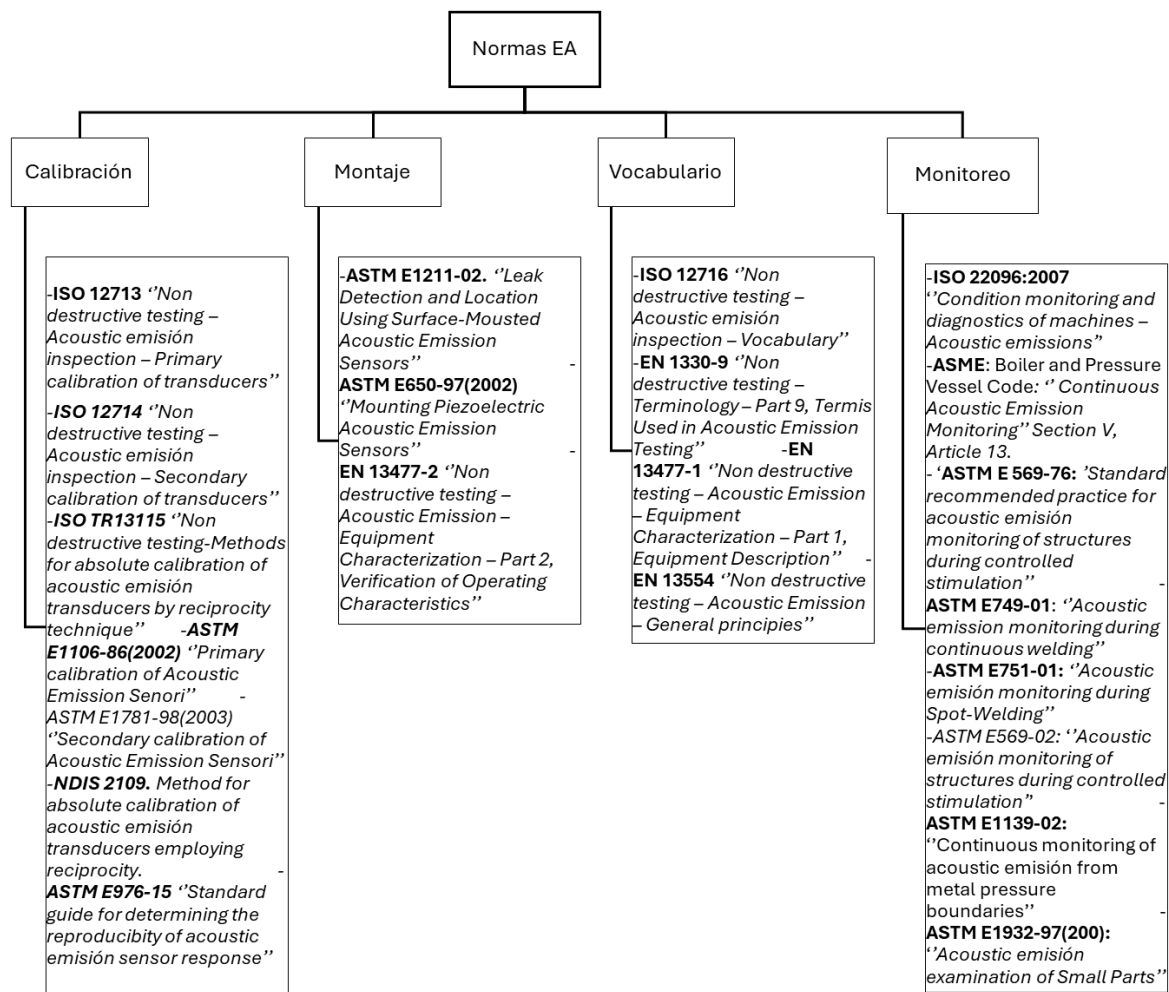 Normas EA
Calibración
-ISO 12713 ‘’Non
destructive testing –
Acoustic emisión
inspection – Primary
calibration of transducers’’
-ISO 12714 ‘’Non
destructive testing –
Acoustic emisión
inspection – Secondary
calibration of transducers’’
-ISO TR13115 ‘’Non
destructive testing-Methods
for absolute calibration of
acoustic emisión
transducers by reciprocity
technique’’ -ASTM
E1106-86(2002) ‘’Primary
calibration of Acoustic
Emission Senori’’ -
ASTM E1781-98(2003)
‘’Secondary calibration of
Acoustic Emission Sensori’’
-NDIS 2109. Method for
absolute calibration of
acoustic emisión
transducers employing
reciprocity. -
ASTM E976-15 ‘’Standard
guide for determining the
reproducibity of acoustic
emisión sensor response’’
Montaje
-ASTM E1211-02. ‘’Leak
Detection and Location
Using Surface-Mousted
Acoustic Emission
Sensors’’ -
ASTM E650-97(2002)
‘’Mounting Piezoelectric
Acoustic Emission
Sensors’’ -
EN 13477-2 ‘’Non
destructive testing –
Acoustic Emission –
Equipment
Characterization – Part 2,
Verification of Operating
Characteristics’’
Vocabulario
-ISO 12716 ‘’Non
destructive testing –
Acoustic emisión
inspection – Vocabulary’’
-EN 1330-9 ‘’Non
destructive testing –
Terminology – Part 9, Termis
Used in Acoustic Emission
Testing’’ -EN
13477-1 ‘’Non destructive
testing – Acoustic Emission
– Equipment
Characterization – Part 1,
Equipment Description’’ -
EN 13554 ‘’Non destructive
testing – Acoustic Emission
– General principies’’
Monitoreo
-ISO 22096:2007
‘’Condition monitoring and
diagnostics of machines –
Acoustic emissions”
-ASME: Boiler and Pressure
Vessel Code: ‘’ Continuous
Acoustic Emission
Monitoring’’ Section V,
Article 13.
- ‘ASTM E 569-76: ’Standard
recommended practice for
acoustic emisión
monitoring of structures
during controlled
stimulation’’ -
ASTM E749-01: ‘’Acoustic
emission monitoring during
continuous welding’’
-ASTM E751-01: ‘’Acoustic
emisión monitoring during
Spot-Welding’’
-ASTM E569-02: ‘’Acoustic
emisión monitoring of
structures during controlled
stimulation” -
ASTM E1139-02:
‘’Continuous monitoring of
acoustic emisión from
metal pressure
boundaries’’ -
ASTM E1932-97(200):
‘’Acoustic emisión
examination of Small Parts’’